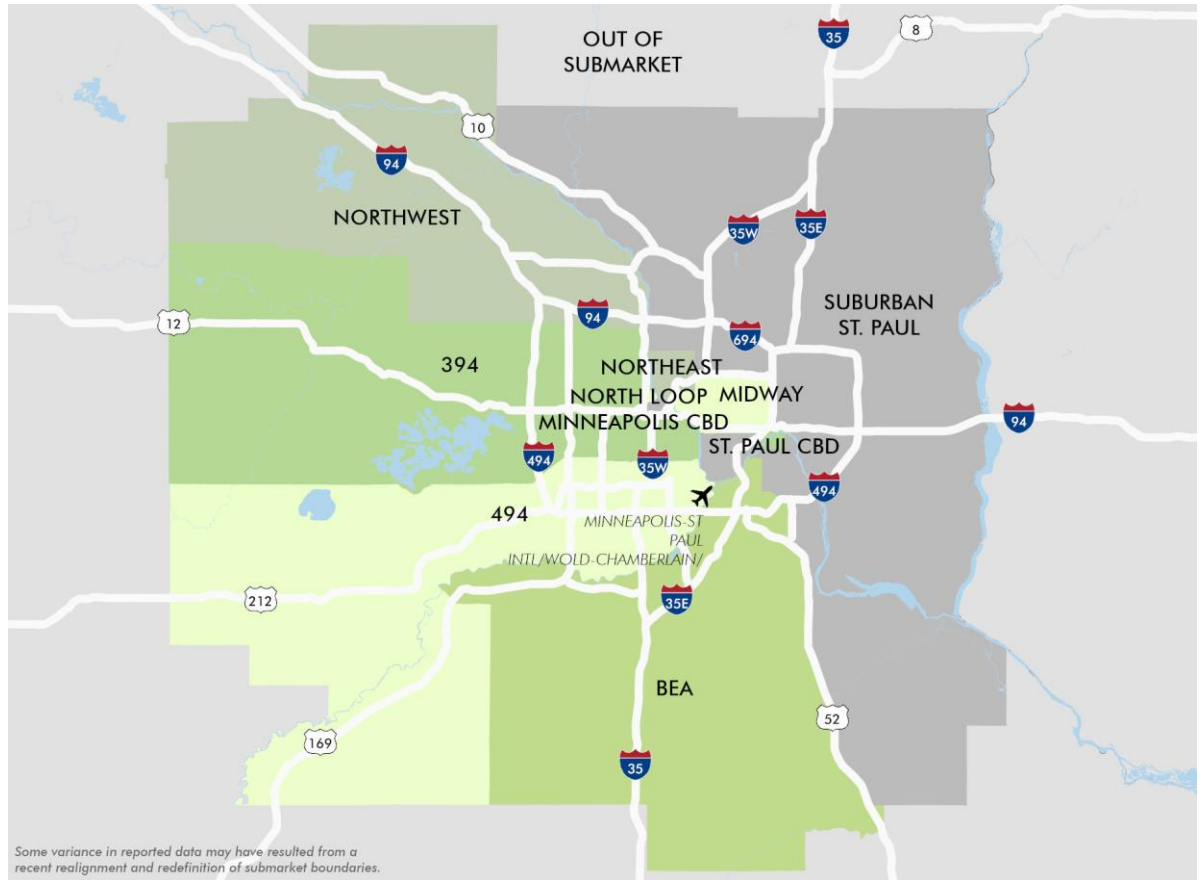 OUT OF
SUBMARKET
35
8
10
94
NORTHWEST
35W
35E
SUBURBAN
ST. PAUL
12
94
694
394
NORTHEAST
NORTH LOOP
MIDWAY
MINNEAPOLIS CBD
94
ST. PAUL CBD
494
35W
494
494
MINNEAPOLIS-ST
PAUL
INTL/WOLD-CHAMBERLAIN/
212
35E
BEA
52
169
35
Some variance in reported data may have resulted from a
recent realignment and redefinition of submarket boundaries.